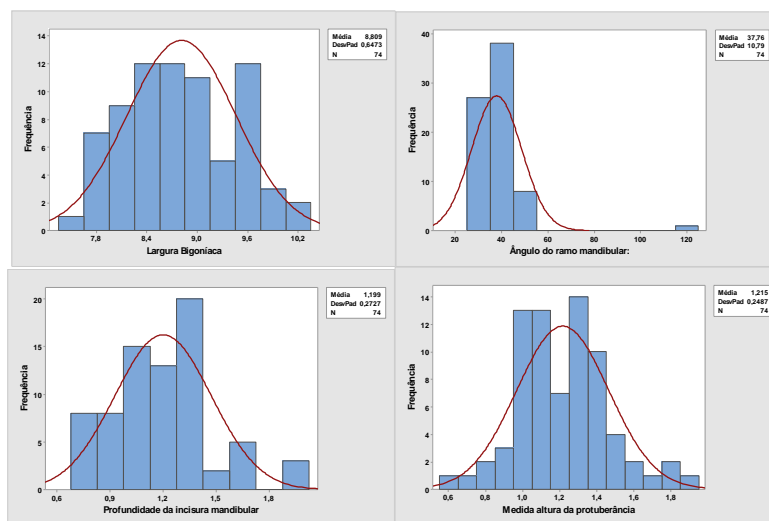 Média 8,809
DesvPad 0,6473
N 74
14
12
10
8
6
4
2
0
Frequência
7,8 8,4 9,0 9,6 10,2
Largura Bigoníaca
Média 37,76
DesvPad 10,79
N 74
40
30
20
10
0
Frequência
20 40 60 80 100 120
Ângulo do ramo mandibular:
Média 1,199
DesvPad 0,2727
N 74
20
15
10
5
0
Frequência
0,6 0,9 1,2 1,5 1,8
Profundidade da incisura mandibular
Média 1,215
DesvPad 0,2487
N 74
14
12
10
8
6
4
2
0
Frequência
0,6 0,8 1,0 1,2 1,4 1,6 1,8
Medida altura da protuberância